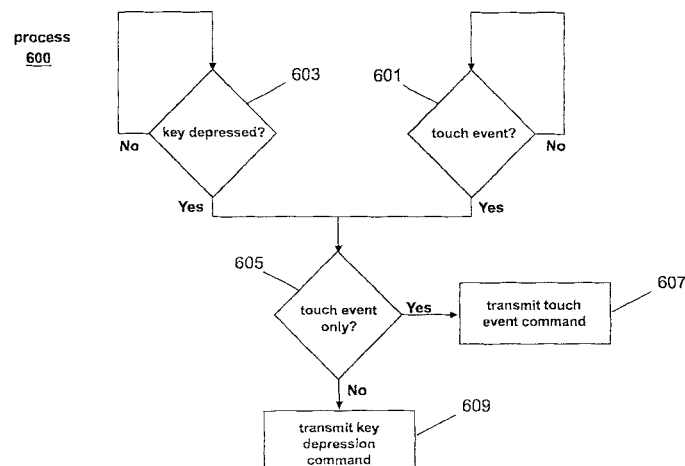 process
600
603
601
key depressed?
touch event?
No
No
Yes
Yes
605
607
touch event
only?
Yes
transmit touch
event command
No
609
transmit key
depression
command